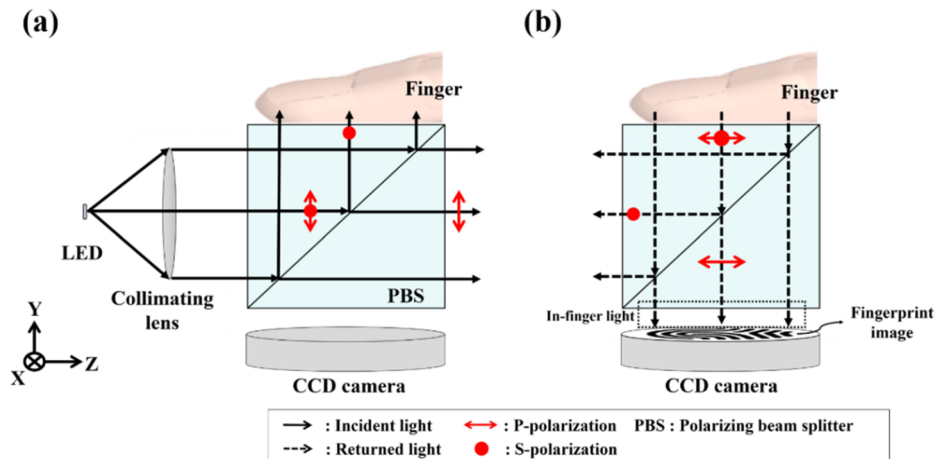 (a)
(b)
Finger
Finger
LED
Collimating
lens
PBS
In-finger light
Fingerprint
image
Y
X
Z
CCD camera
CCD camera
: Incident light
: P-polarization
PBS : Polarizing beam splitter
: Returned light
: S-polarization